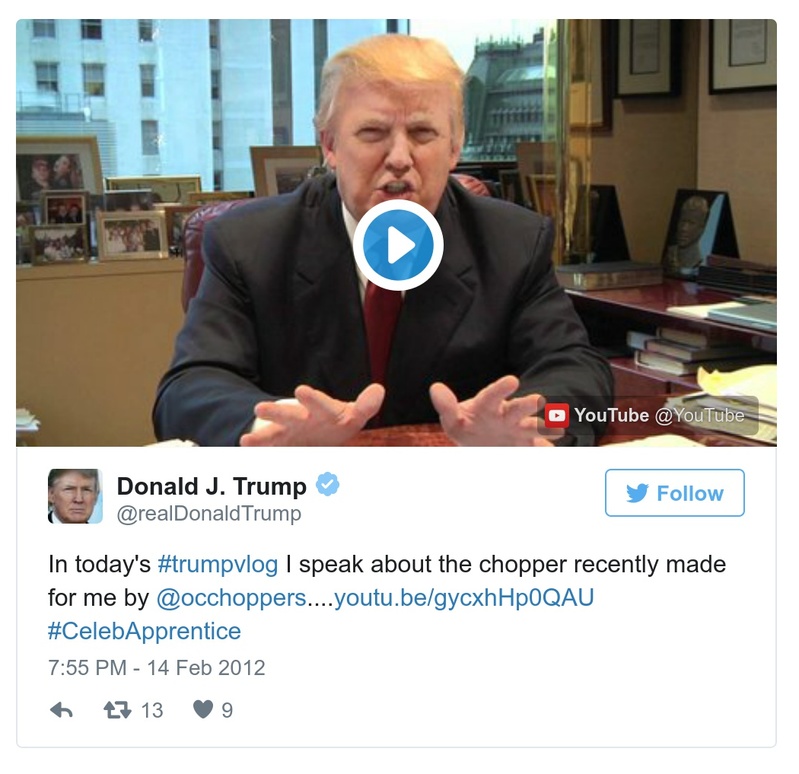 YouTube @YouTube
Donald J. Trump
@realDonaldTrump
Follow
In today's #trumpvlog I speak about the chopper recently made
for me by @occhoppers....youtu.be/gycxhHp0QAU
#CelebApprentice
7:55 PM - 14 Feb 2012
13
9